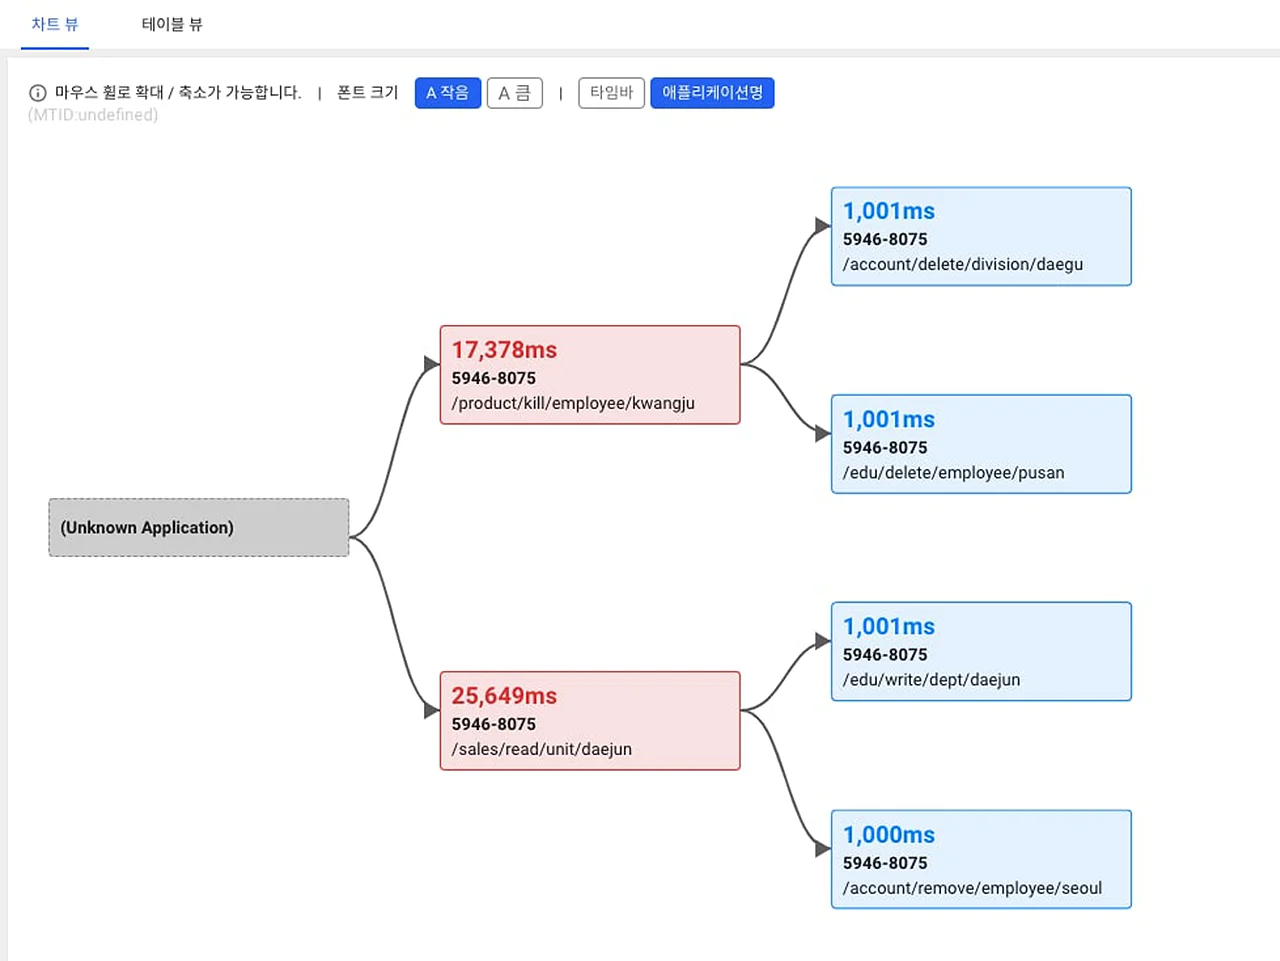 차트 뷰 테이블 뷰
마우스 휠로 확대 / 축소가 가능합니다. | 폰트 크기 A 작음 A 큼 | 타임바 애플리케이션명
(MTID:undefined)
1,001ms
5946-8075
/account/delete/division/daegu
17,378ms
5946-8075
/product/kill/employee/kwangju
1,001ms
5946-8075
/edu/delete/employee/pusan
(Unknown Application)
1,001ms
5946-8075
/edu/write/dept/daejun
25,649ms
5946-8075
/sales/read/unit/daejun
1,000ms
5946-8075
/account/remove/employee/seoul